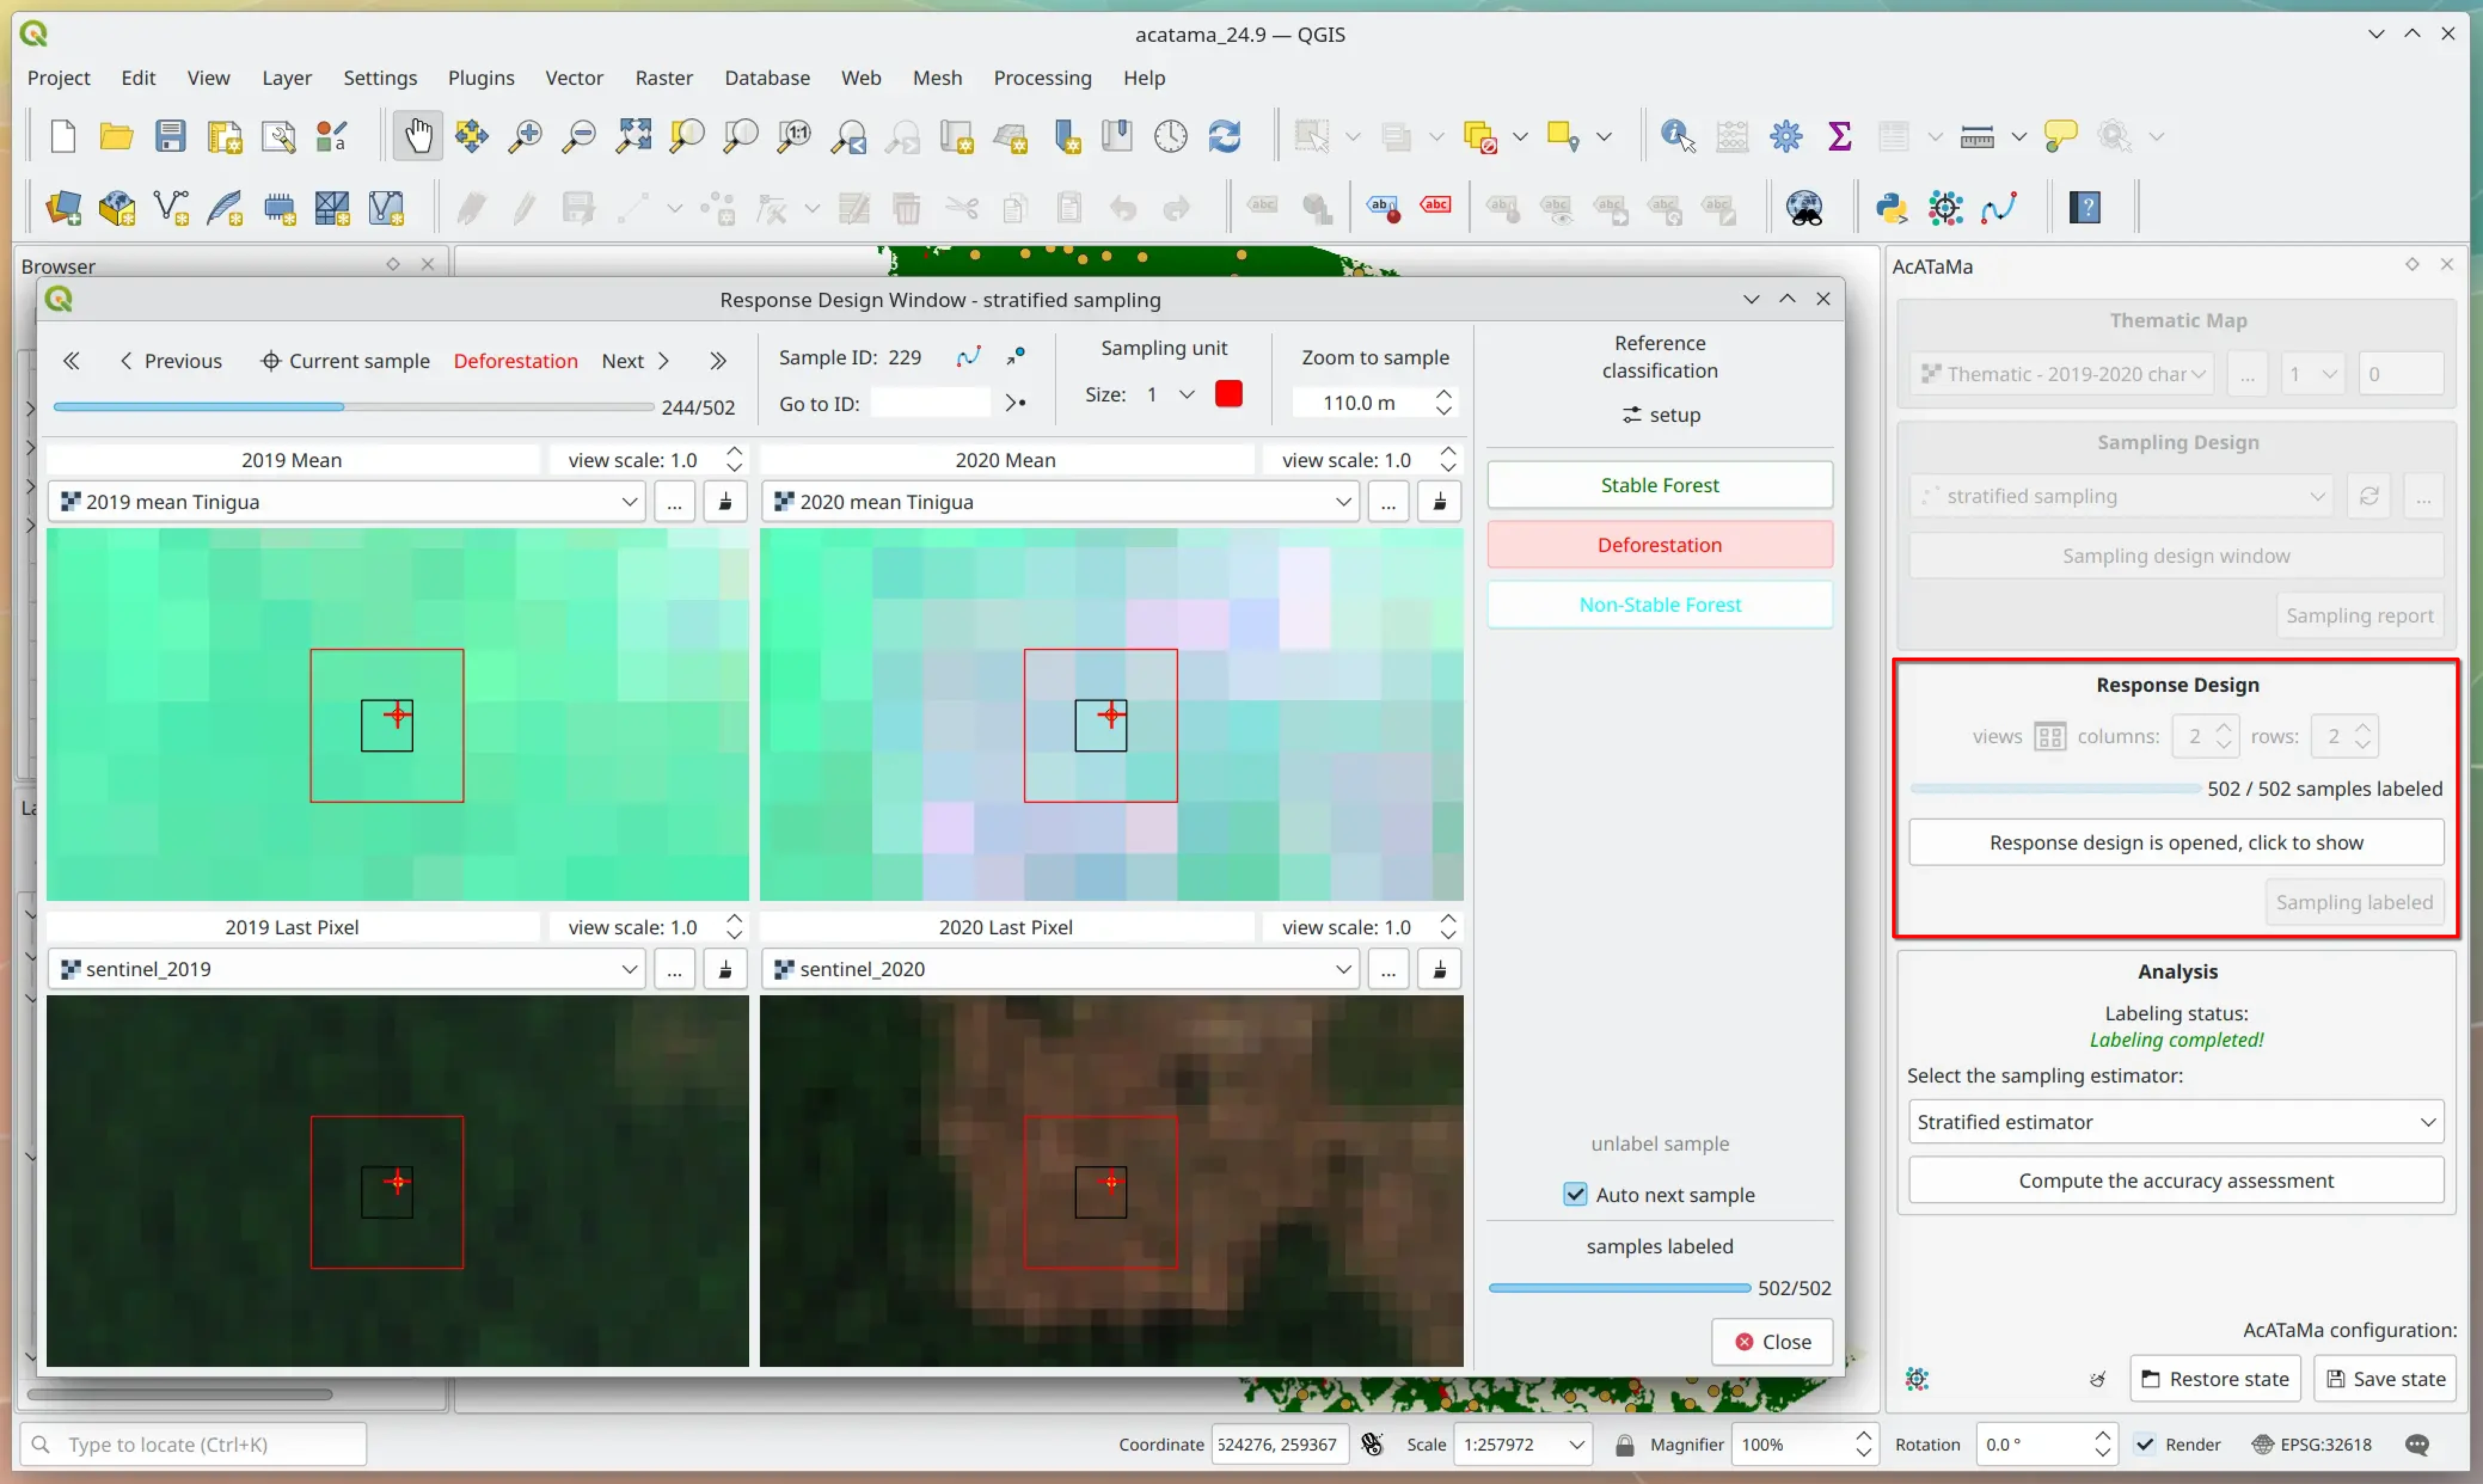 acatama_24.9 — QGIS
Project Edit View Layer Settings Plugins Vector Raster Database Web Mesh Processing Help
Browser
AcATaMa
Response Design Window - stratified sampling
Previous Current sample Deforestation Next
244/502
Sample ID: 229
Go to ID:
Sampling unit
Size: 1
Zoom to sample
110.0 m
Reference
classification
setup
2019 Mean view scale: 1.0
2019 mean Tinigua ...
2020 Mean view scale: 1.0
2020 mean Tinigua ...
2019 Last Pixel view scale: 1.0
sentinel_2019 ...
2020 Last Pixel view scale: 1.0
sentinel_2020 ...
Stable Forest
Deforestation
Non-Stable Forest
unlabel sample
Auto next sample
samples labeled
502/502
Close
Thematic Map
Thematic - 2019-2020 char ... 1 0
Sampling Design
stratified sampling ...
Sampling design window
Sampling report
Response Design
views columns: 2 rows: 2
502 / 502 samples labeled
Response design is opened, click to show
Sampling labeled
Analysis
Labeling status:
Labeling completed!
Select the sampling estimator:
Stratified estimator
Compute the accuracy assessment
AcATaMa configuration:
Restore state Save state
Type to locate (Ctrl+K)
Coordinate 524276, 259367 Scale 1:257972 Magnifier 100% Rotation 0.0 ° Render EPSG:32618